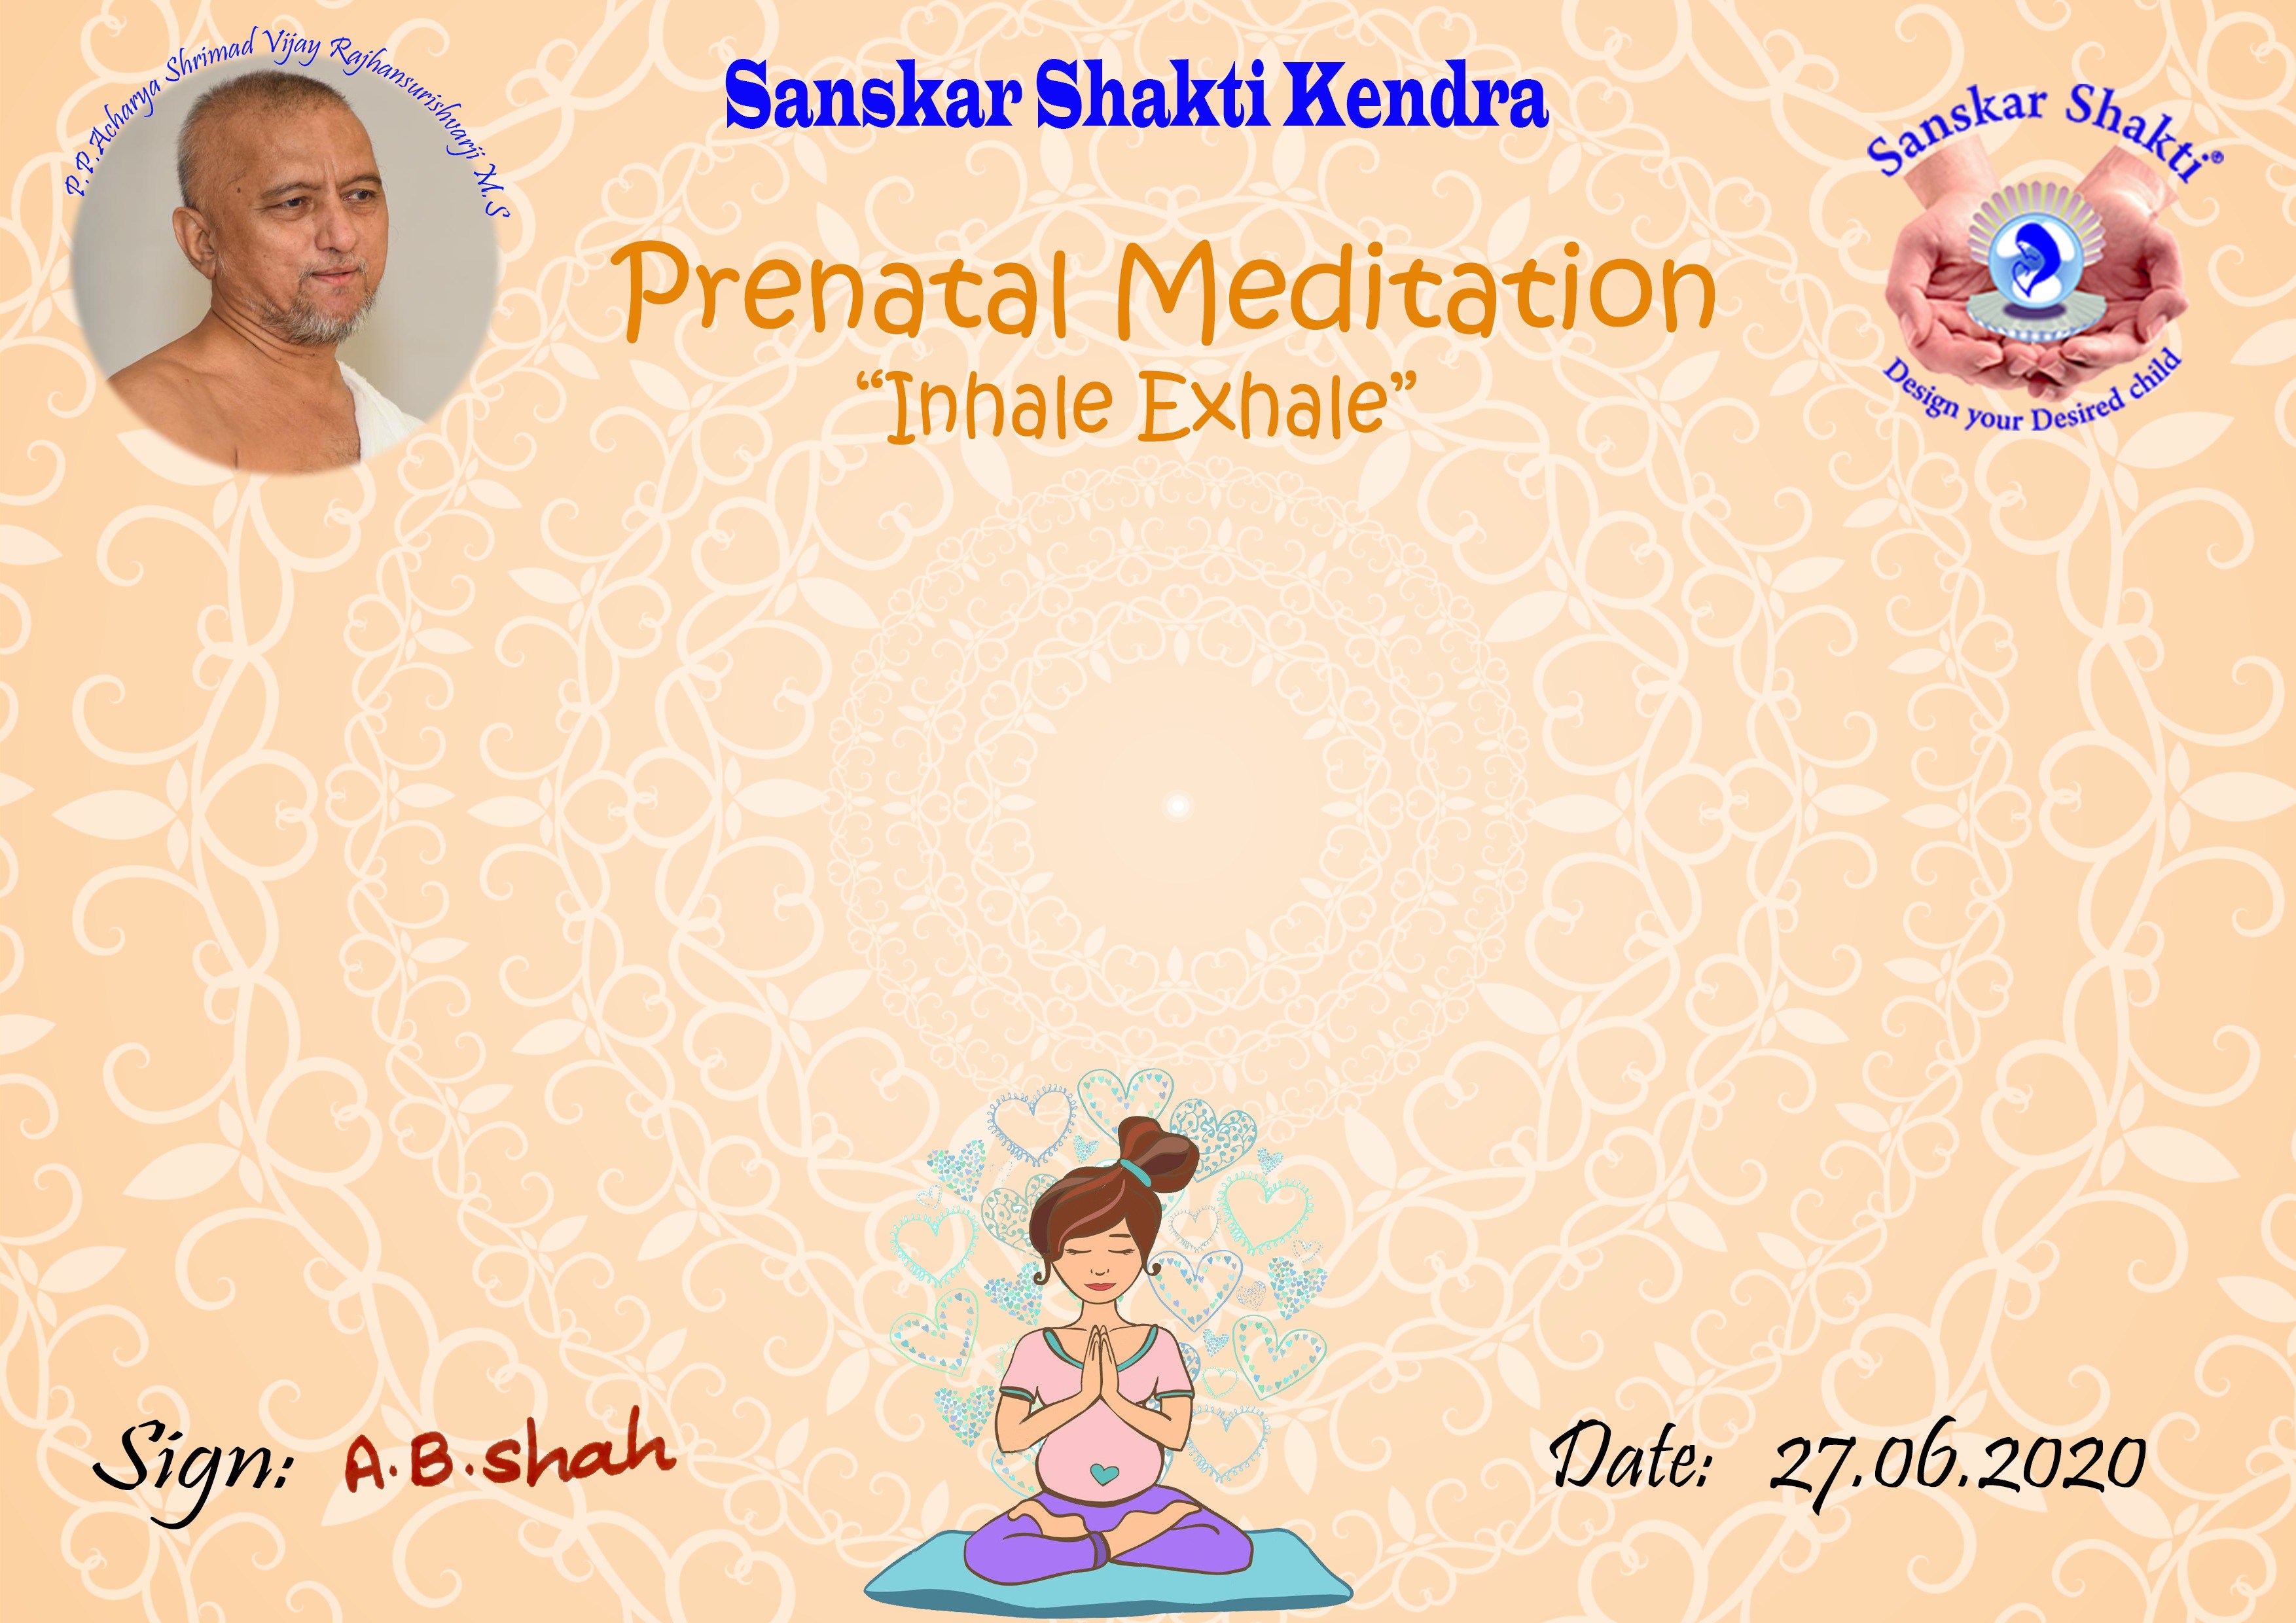 P.P.Acharya Shrimad Vijay Rajhansurishvarji M.S
Sanskar Shakti Kendra
Sanskar Shakti®
Prenatal Meditation
“Inhale Exhale”
Design your Desired child
Sign: A.B.shah
Date: 27.06.2020